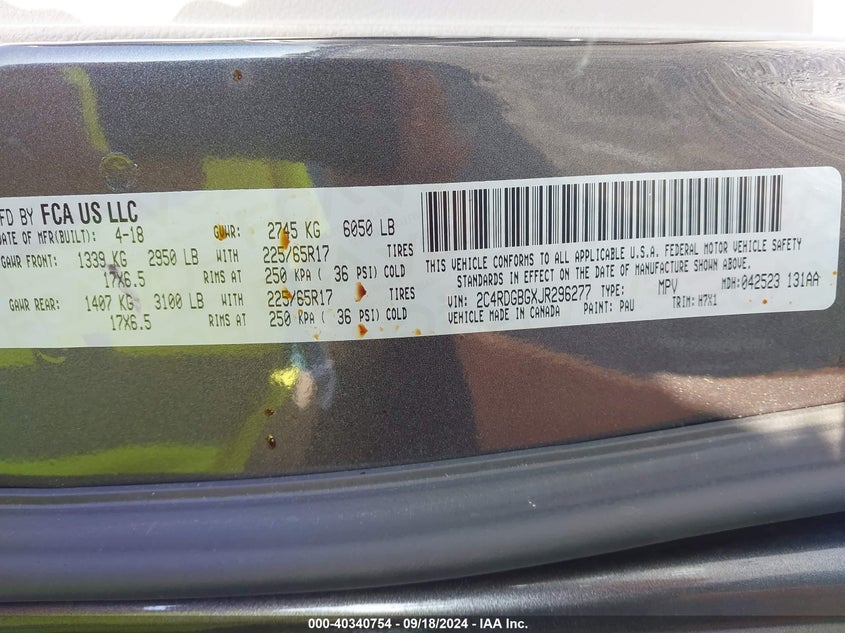 FD BY FCA US LLC
DATE OF MFR(BUILT): 4-18 GVWR: 2745 KG 6050 LB
GAWR FRONT: 1339 KG 2950 LB WITH 225/65R17 TIRES
17X6.5 RIMS AT 250 KPA ( 36 PSI) COLD
GAWR REAR: 1407 KG 3100 LB WITH 225/65R17 TIRES
17X6.5 RIMS AT 250 KPA ( 36 PSI) COLD
THIS VEHICLE CONFORMS TO ALL APPLICABLE U.S.A. FEDERAL MOTOR VEHICLE SAFETY
STANDARDS IN EFFECT ON THE DATE OF MANUFACTURE SHOWN ABOVE.
VIN: 2C4RDGBGXJR296277 TYPE: MPV MDH: 042523 131AA
VEHICLE MADE IN CANADA PAINT: PAU TRIM: H7X1
000-40340754 - 09/18/2024 - IAA Inc.